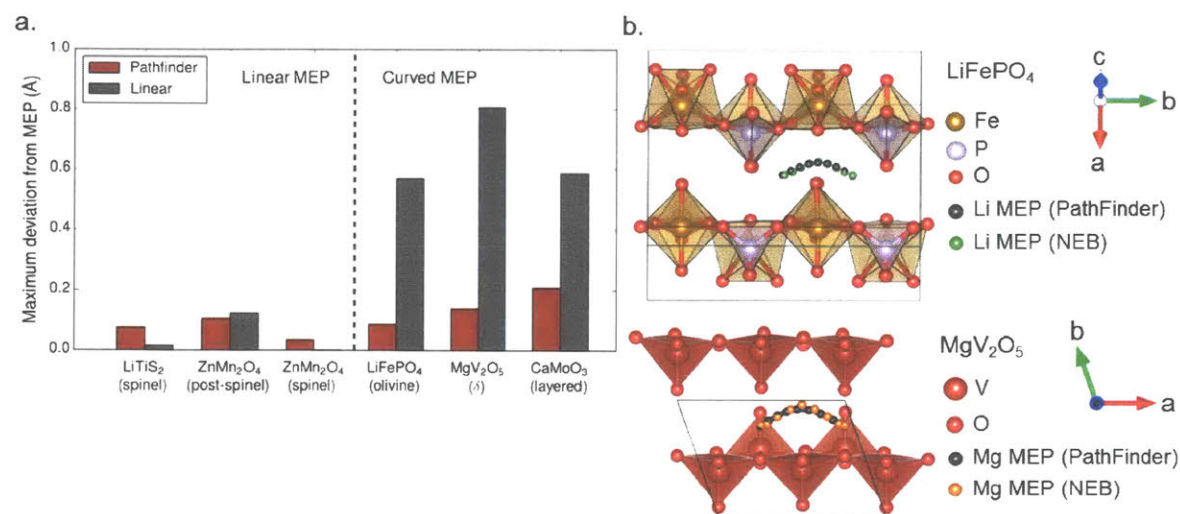 a.
1.0
0.8
0.6
0.4
0.2
0.0
Maximum deviation from MEP (Å)
Pathfinder
Linear
Linear MEP
Curved MEP
LiTiS2
(spinel)
ZnMn2O4
(post-spinel)
ZnMn2O4
(spinel)
LiFePO4
(olivine)
MgV2O5
(δ)
CaMoO3
(layered)
b.
LiFePO4
Fe
P
O
Li MEP (PathFinder)
Li MEP (NEB)
c
b
a
MgV2O5
V
O
Mg MEP (PathFinder)
Mg MEP (NEB)
b
a